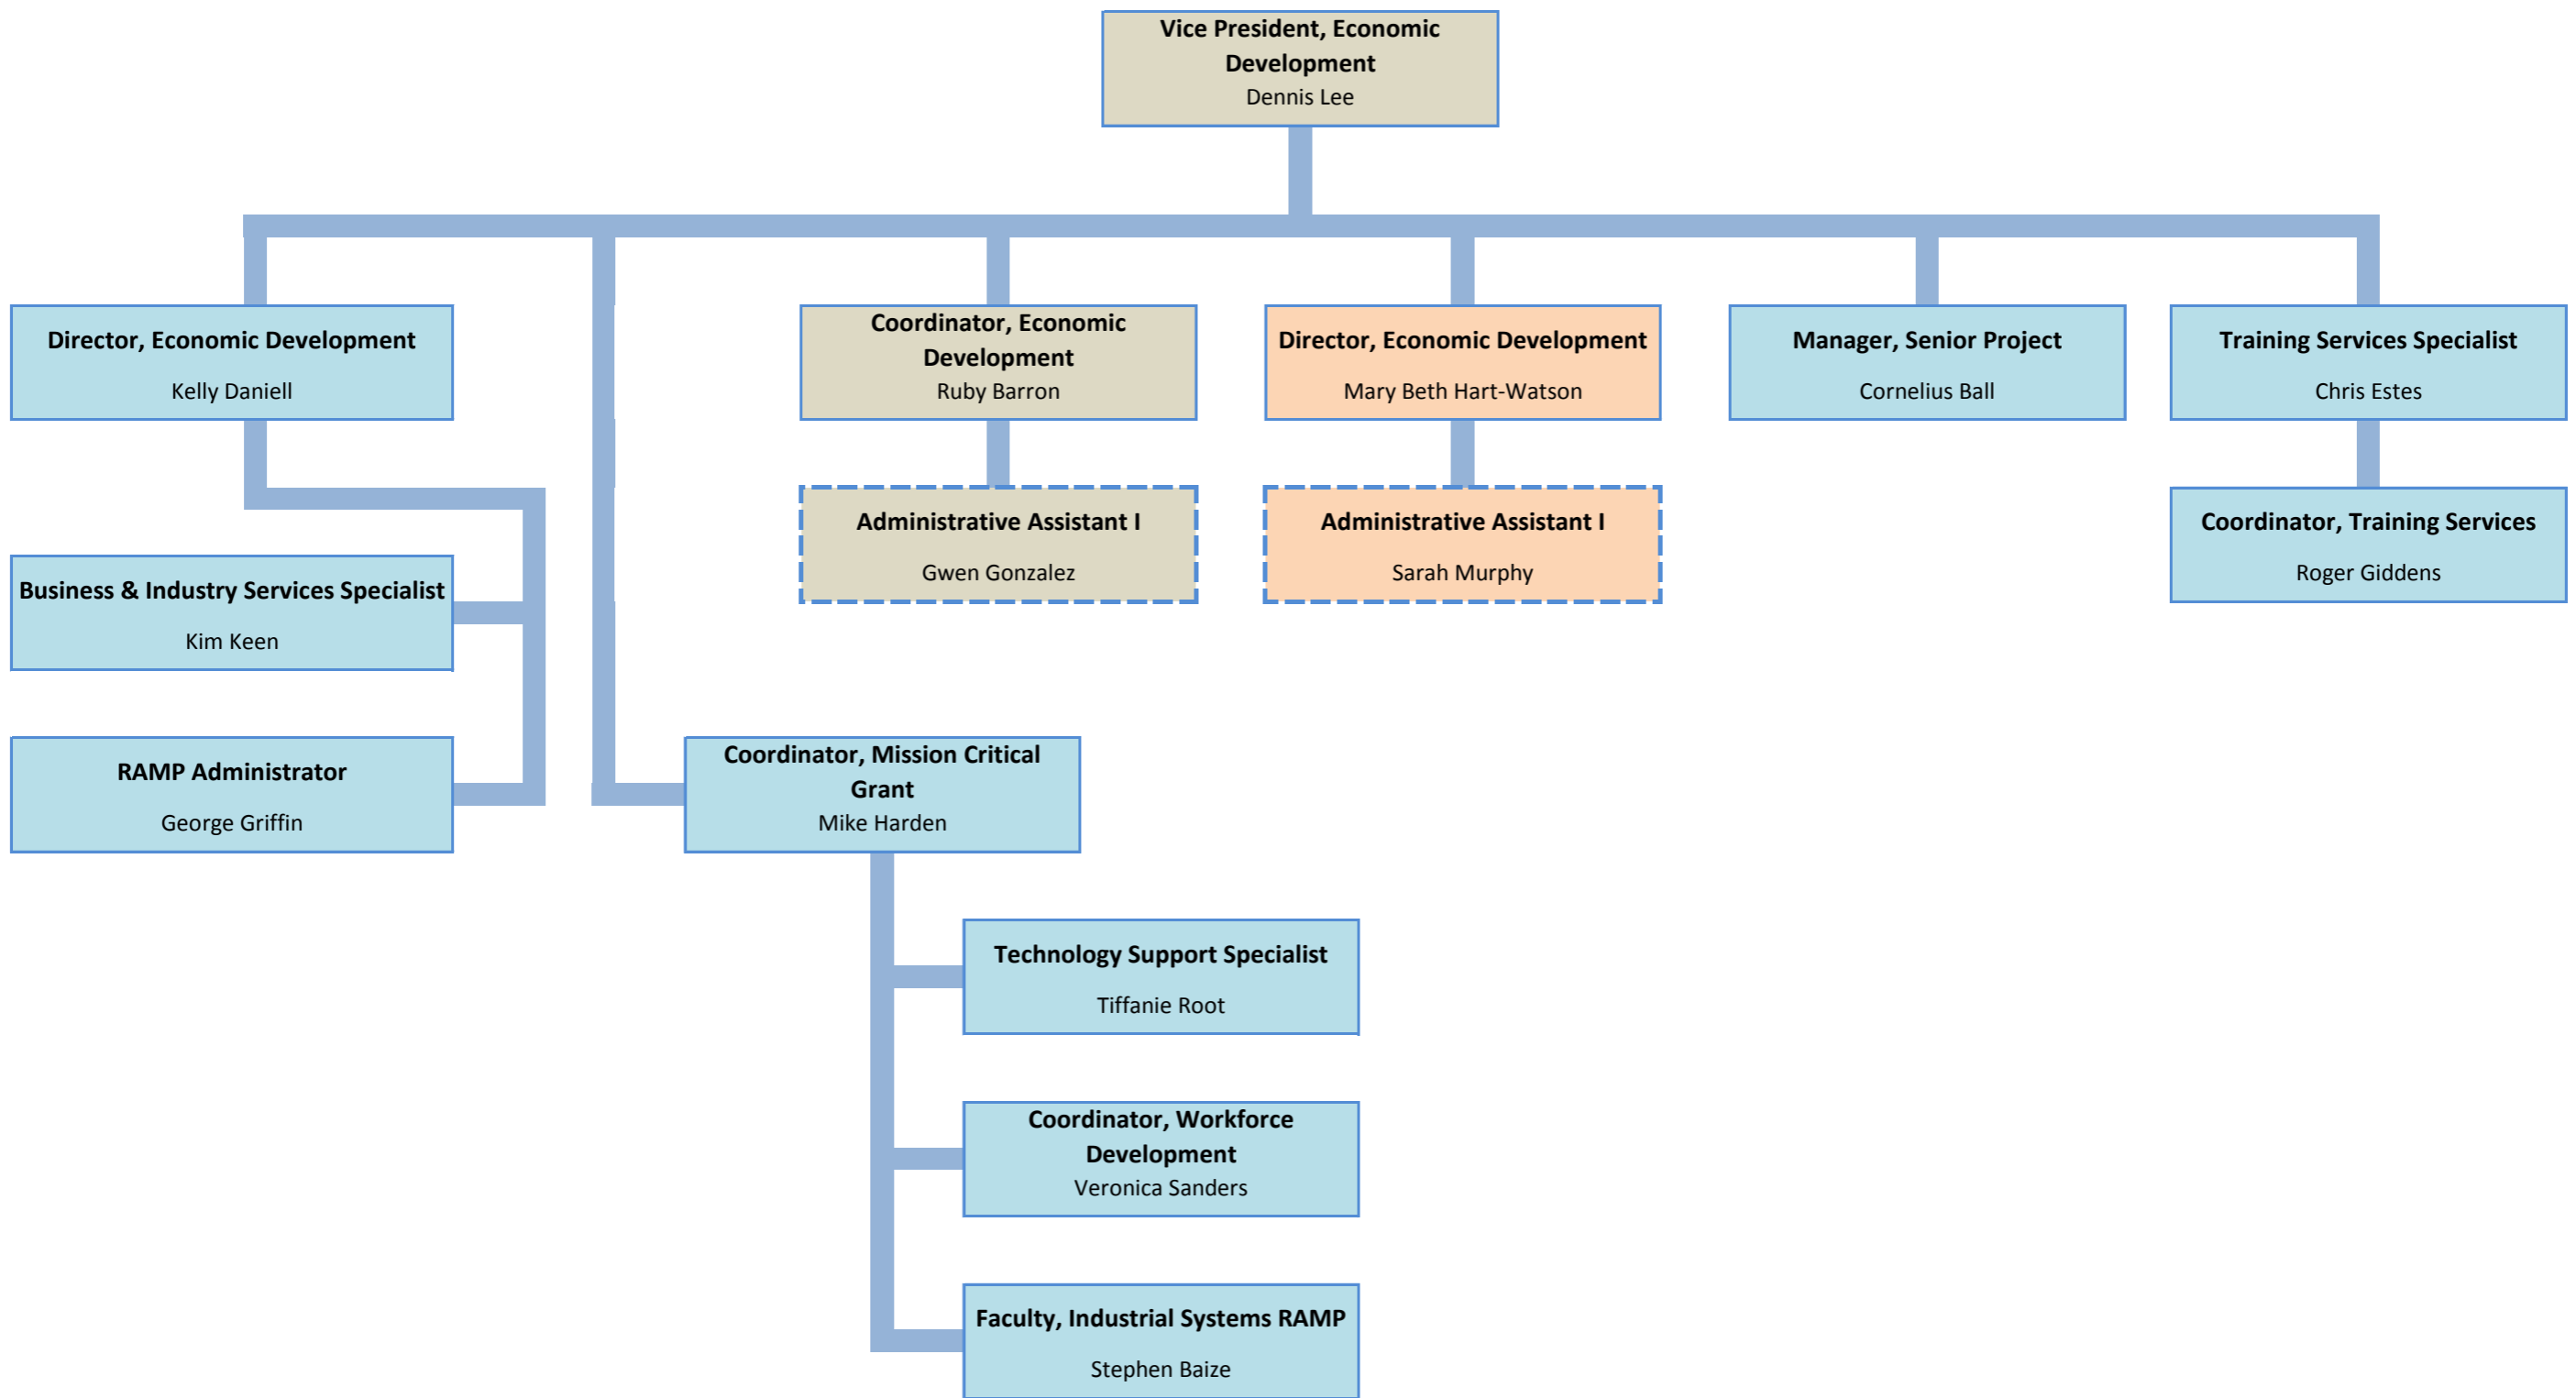 Vice President, Economic
Development
Dennis Lee
Director, Economic Development
Kelly Daniell
Coordinator, Economic
Development
Ruby Barron
Director, Economic Development
Mary Beth Hart-Watson
Manager, Senior Project
Cornelius Ball
Training Services Specialist
Chris Estes
Administrative Assistant I
Gwen Gonzalez
Administrative Assistant I
Sarah Murphy
Coordinator, Training Services
Roger Giddens
Business & Industry Services Specialist
Kim Keen
RAMP Administrator
George Griffin
Coordinator, Mission Critical
Grant
Mike Harden
Technology Support Specialist
Tiffanie Root
Coordinator, Workforce
Development
Veronica Sanders
Faculty, Industrial Systems RAMP
Stephen Baize